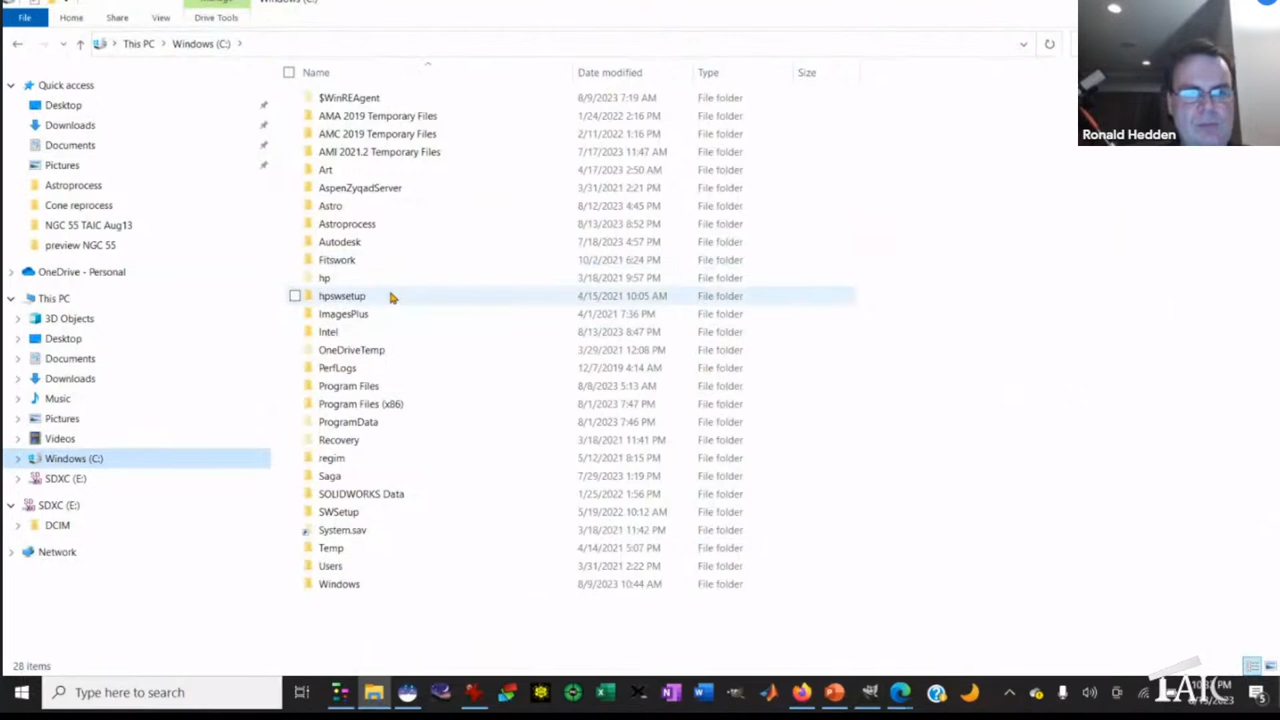 Windows (C:)
File Home Share View Drive Tools
This PC Windows (C:)
Name Date modified Type Size
Quick access
Desktop
Downloads
Documents
Pictures
Astroprocess
Cone reprocess
NGC 55 TAIC Aug13
preview NGC 55
OneDrive - Personal
This PC
3D Objects
Desktop
Documents
Downloads
Music
Pictures
Videos
Windows (C:)
SDXC (E:)
SDXC (E:)
DCIM
Network
$WinREAgent 8/9/2023 7:19 AM File folder
AMA 2019 Temporary Files 1/24/2022 2:16 PM File folder
AMC 2019 Temporary Files 2/11/2022 1:16 PM File folder
AMI 2021.2 Temporary Files 7/17/2023 11:47 AM File folder
Art 4/17/2023 2:50 AM File folder
AspenZyqadServer 3/31/2021 2:21 PM File folder
Astro 8/12/2023 4:45 PM File folder
Astroprocess 8/13/2023 8:52 PM File folder
Autodesk 7/18/2023 4:57 PM File folder
Fitswork 10/2/2021 6:24 PM File folder
hp 3/18/2021 9:57 PM File folder
hpswsetup 4/15/2021 10:05 AM File folder
ImagesPlus 4/1/2021 7:36 PM File folder
Intel 8/13/2023 8:47 PM File folder
OneDriveTemp 3/29/2021 12:08 PM File folder
PerfLogs 12/7/2019 4:14 AM File folder
Program Files 8/8/2023 5:13 AM File folder
Program Files (x86) 8/1/2023 7:47 PM File folder
ProgramData 8/1/2023 7:46 PM File folder
Recovery 3/18/2021 11:41 PM File folder
regim 5/12/2021 8:15 PM File folder
Saga 7/29/2023 1:19 PM File folder
SOLIDWORKS Data 1/25/2022 1:56 PM File folder
SWSetup 5/19/2022 10:12 AM File folder
System.sav 3/18/2021 11:42 PM File folder
Temp 4/14/2021 5:07 PM File folder
Users 3/31/2021 2:22 PM File folder
Windows 8/9/2023 10:44 AM File folder
Ronald Hedden
28 items
Type here to search